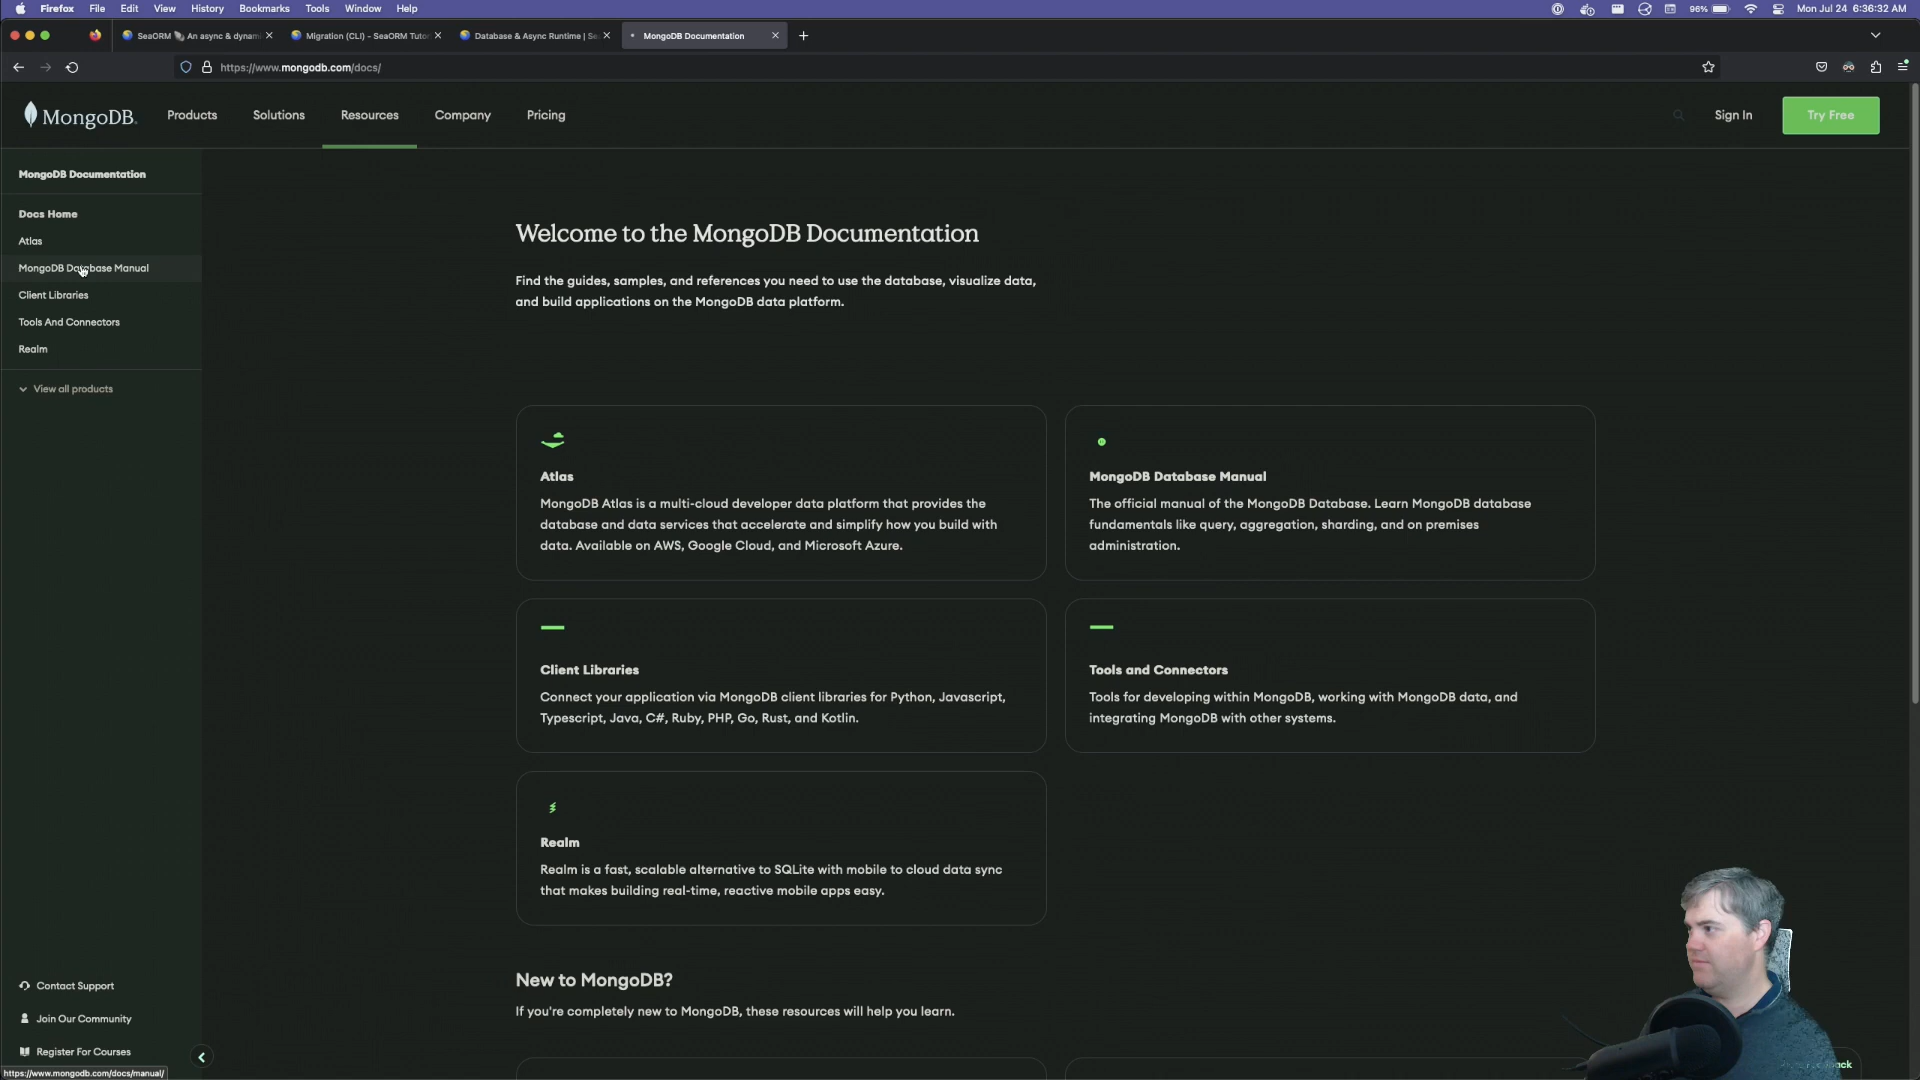 Firefox File Edit View History Bookmarks Tools Window Help
96% Mon Jul 24 6:36:32 AM
SeaORM An async & dynam
Migration (CLI) - SeaORM Tutor
Database & Async Runtime | Se
MongoDB Documentation
https://www.mongodb.com/docs/
MongoDB.
Products
Solutions
Resources
Company
Pricing
Sign In
Try Free
MongoDB Documentation
Docs Home
Atlas
MongoDB Database Manual
Client Libraries
Tools And Connectors
Realm
View all products
Welcome to the MongoDB Documentation
Find the guides, samples, and references you need to use the database, visualize data,
and build applications on the MongoDB data platform.
Atlas
MongoDB Atlas is a multi-cloud developer data platform that provides the
database and data services that accelerate and simplify how you build with
data. Available on AWS, Google Cloud, and Microsoft Azure.
MongoDB Database Manual
The official manual of the MongoDB Database. Learn MongoDB database
fundamentals like query, aggregation, sharding, and on premises
administration.
Client Libraries
Connect your application via MongoDB client libraries for Python, Javascript,
Typescript, Java, C#, Ruby, PHP, Go, Rust, and Kotlin.
Tools and Connectors
Tools for developing within MongoDB, working with MongoDB data, and
integrating MongoDB with other systems.
Realm
Realm is a fast, scalable alternative to SQLite with mobile to cloud data sync
that makes building real-time, reactive mobile apps easy.
New to MongoDB?
If you're completely new to MongoDB, these resources will help you learn.
Contact Support
Join Our Community
Register For Courses
https://www.mongodb.com/docs/manual/